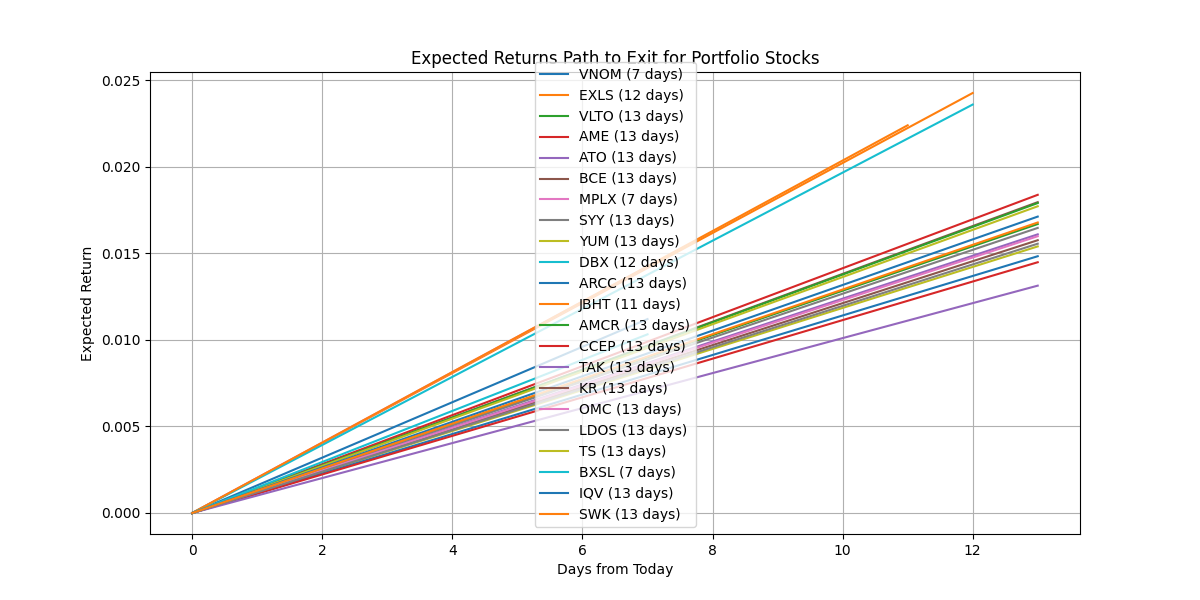 Expected Returns Path to Exit for Portfolio Stocks
Expected Return
0.025
0.020
0.015
0.010
0.005
0.000
VNOM (7 days)
EXLS (12 days)
VLTO (13 days)
AME (13 days)
ATO (13 days)
BCE (13 days)
MPLX (7 days)
SYY (13 days)
YUM (13 days)
DBX (12 days)
ARCC (13 days)
JBHT (11 days)
AMCR (13 days)
CCEP (13 days)
TAK (13 days)
KR (13 days)
OMC (13 days)
LDOS (13 days)
TS (13 days)
BXSL (7 days)
IQV (13 days)
SWK (13 days)
0 2 4 6 8 10 12
Days from Today